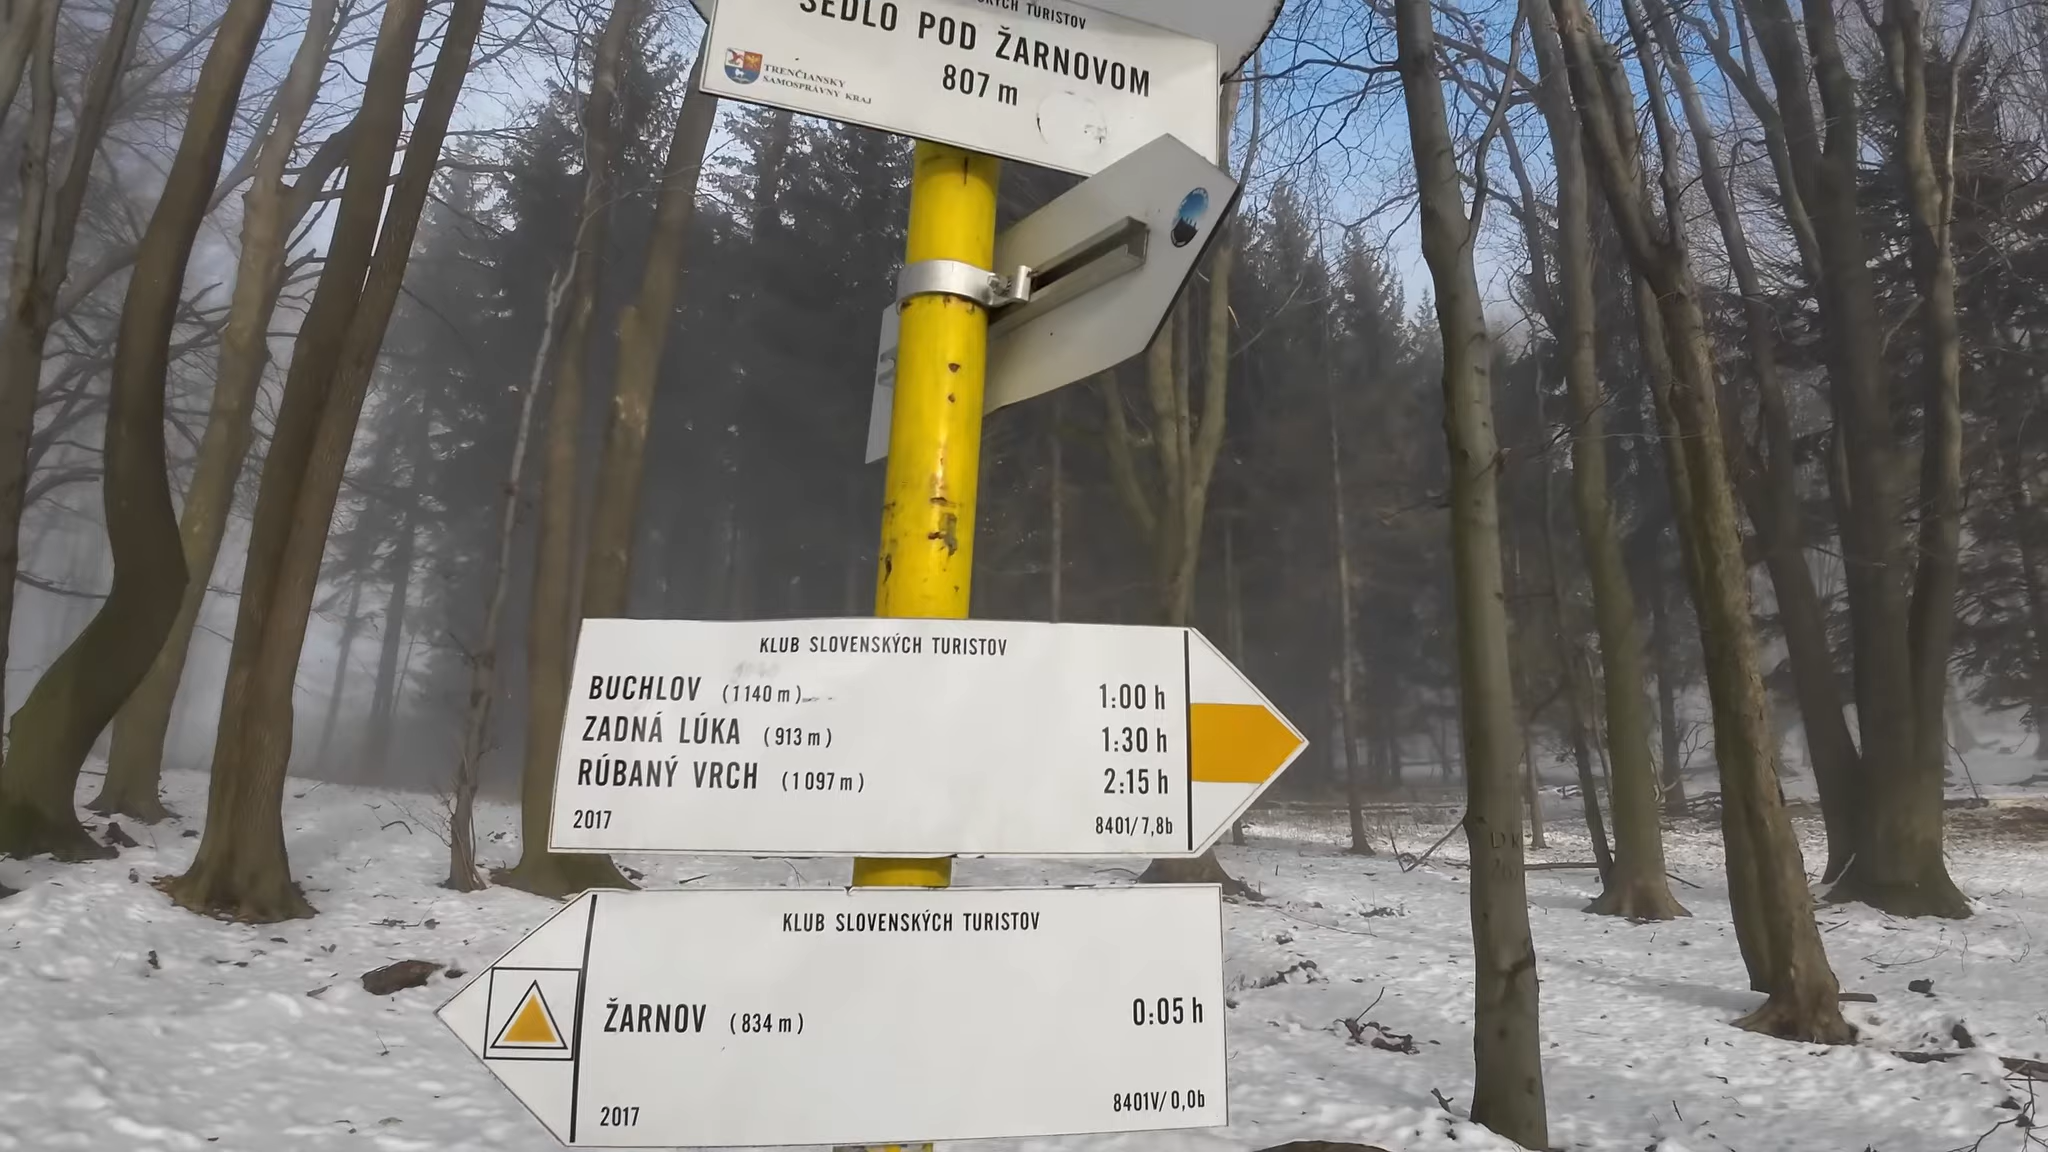 TURISTOV
SEDLO POD ŽARNOVOM
807 m
TRENČIANSKY
SAMOSPRÁVNY KRAJ
KLUB SLOVENSKÝCH TURISTOV
BUCHLOV (1140 m) 1:00 h
ZADNÁ LÚKA (913 m) 1:30 h
RÚBANÝ VRCH (1097 m) 2:15 h
2017 8401/7,8b
KLUB SLOVENSKÝCH TURISTOV
ŽARNOV (834 m) 0:05 h
2017 8401V/0,0b